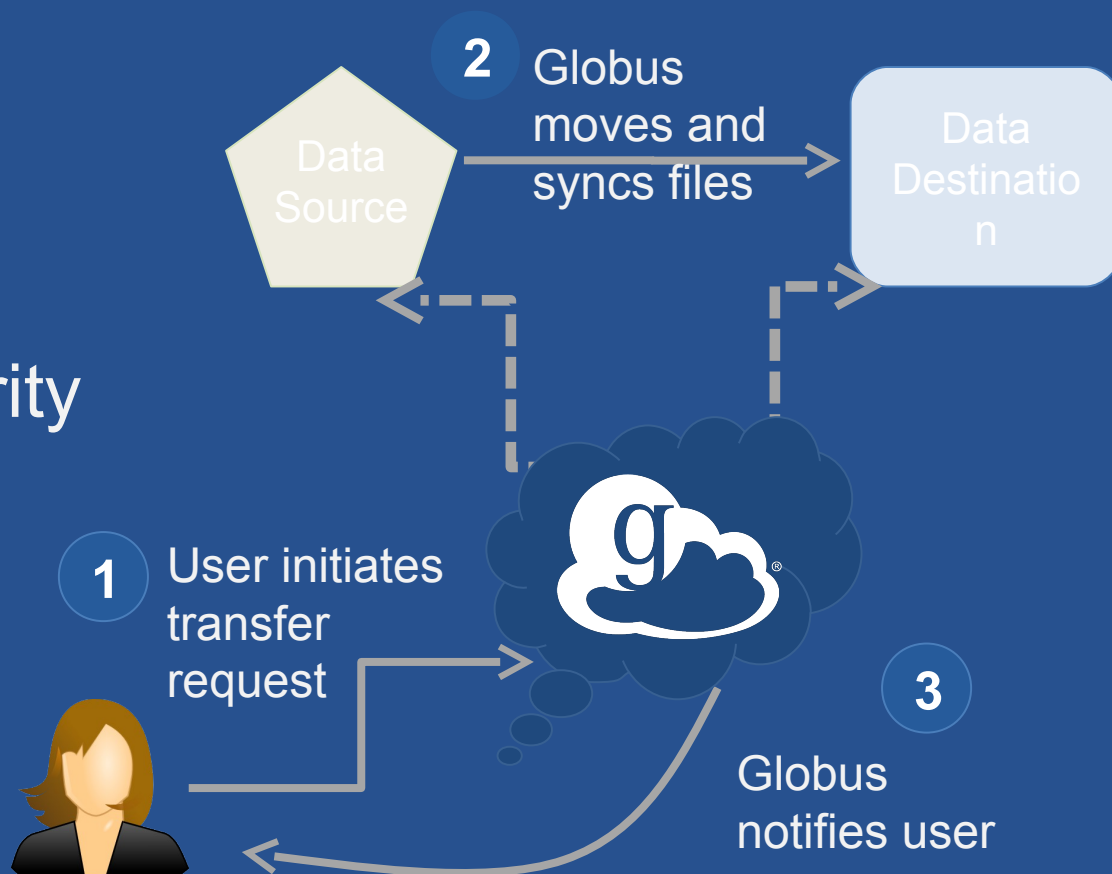 2
Globus
moves and
syncs files
Data
Source
Data
Destinatio
n
rity
g
®
1
User initiates
transfer
request
3
Globus
notifies user